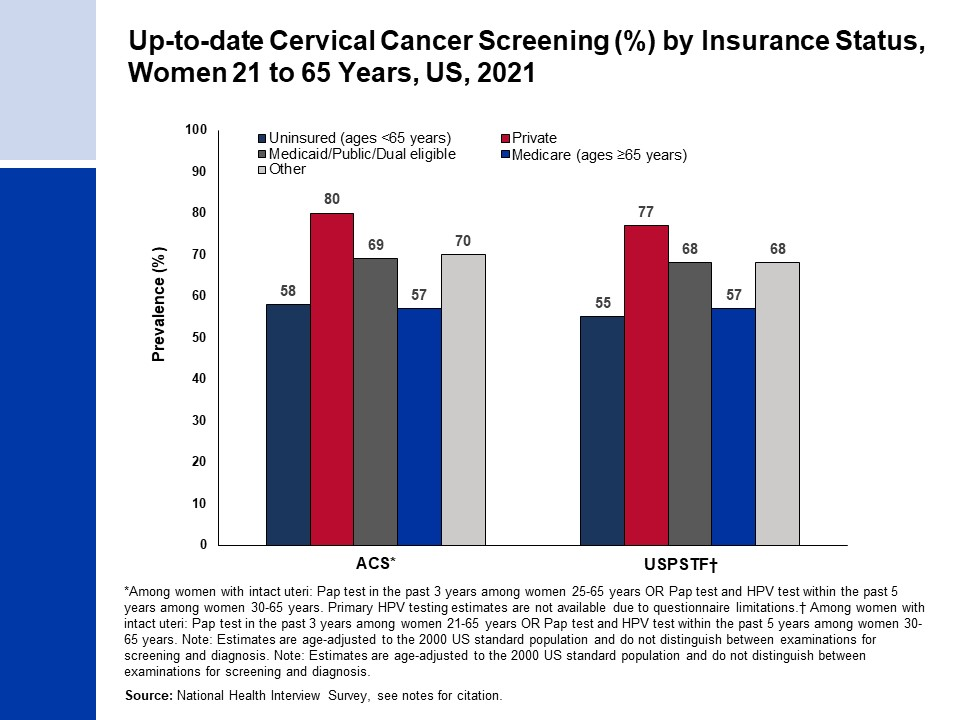 Up-to-date Cervical Cancer Screening (%) by Insurance Status,
Women 21 to 65 Years, US, 2021
Prevalence (%)
100
90
80
70
60
50
40
30
20
10
0
Uninsured (ages <65 years)
Private
Medicaid/Public/Dual eligible
Medicare (ages ≥65 years)
Other
58
80
69
57
70
55
77
68
57
68
ACS*
USPSTF†
*Among women with intact uteri: Pap test in the past 3 years among women 25-65 years OR Pap test and HPV test within the past 5
years among women 30-65 years. Primary HPV testing estimates are not available due to questionnaire limitations.† Among women with
intact uteri: Pap test in the past 3 years among women 21-65 years OR Pap test and HPV test within the past 5 years among women 30-
65 years. Note: Estimates are age-adjusted to the 2000 US standard population and do not distinguish between examinations for
screening and diagnosis. Note: Estimates are age-adjusted to the 2000 US standard population and do not distinguish between
examinations for screening and diagnosis.
Source: National Health Interview Survey, see notes for citation.